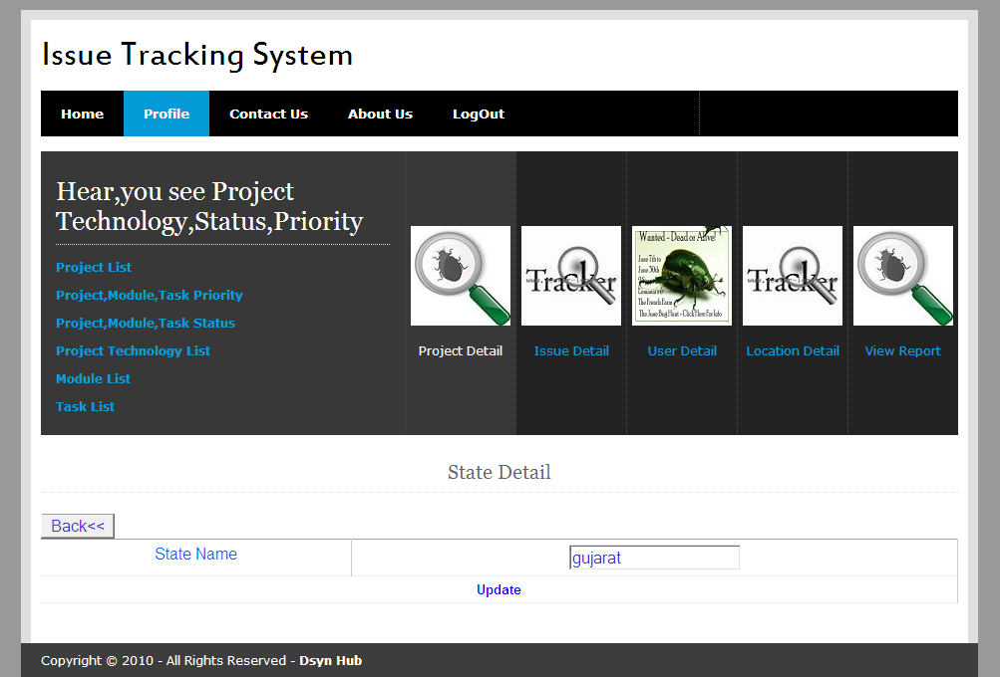 Issue Tracking System
Home Profile Contact Us About Us LogOut
Hear,you see Project
Technology,Status,Priority
Project List
Project,Module,Task Priority
Project,Module,Task Status
Project Technology List
Module List
Task List
Tracker
Wanted - Dead or Alive!
June 7th to
June 30th
The French Farm
The June Bug Hunt - Click Here For Info
Tracker
Project Detail Issue Detail User Detail Location Detail View Report
State Detail
Back<<
State Name gujarat
Update
Copyright © 2010 - All Rights Reserved - Dsyn Hub